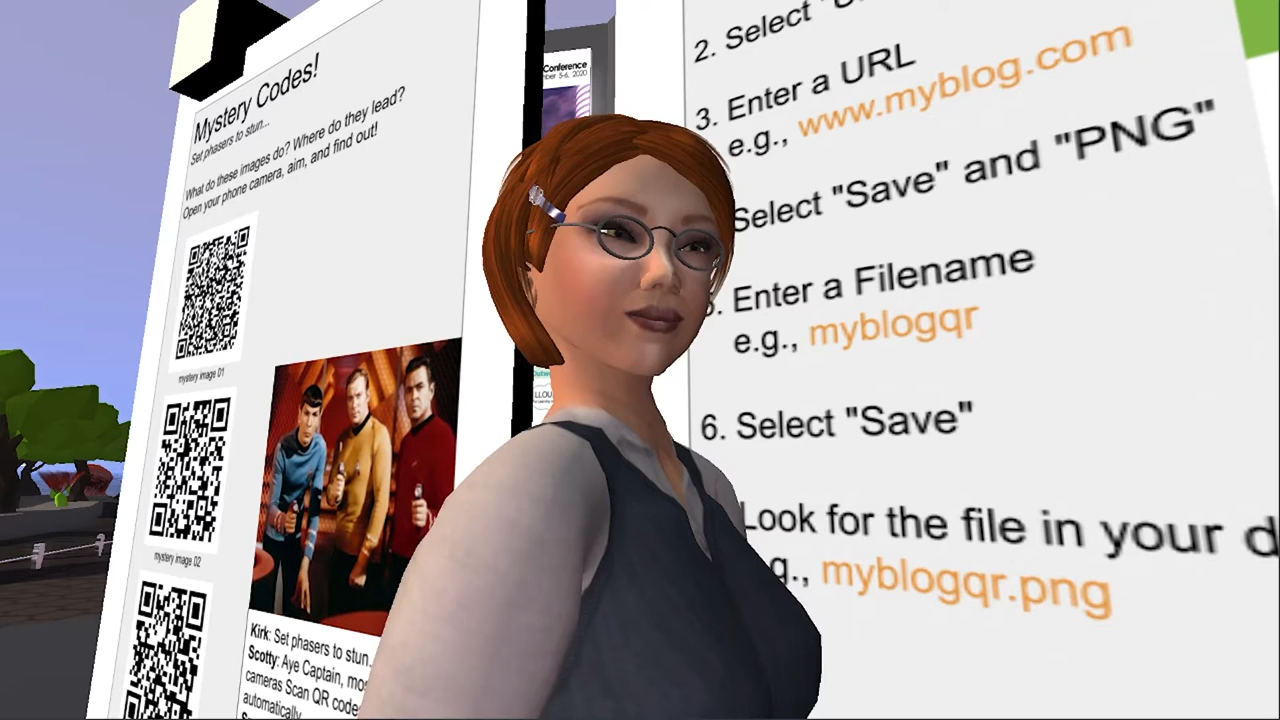 Mystery Codes!
Set phasers to stun...
What do these images do? Where do they lead?
Open your phone camera, aim, and find out!
mystery image 01
mystery image 02
Kirk: Set phasers to stun.
Scotty: Aye Captain,
cameras Scan QR
automatically
Conference
5-6, 2020
2. Select
3. Enter a URL
e.g., www.myblog.com
Select "Save" and "PNG"
Enter a Filename
e.g., myblogqr
6. Select "Save"
Look for the file in your
myblogqr.png